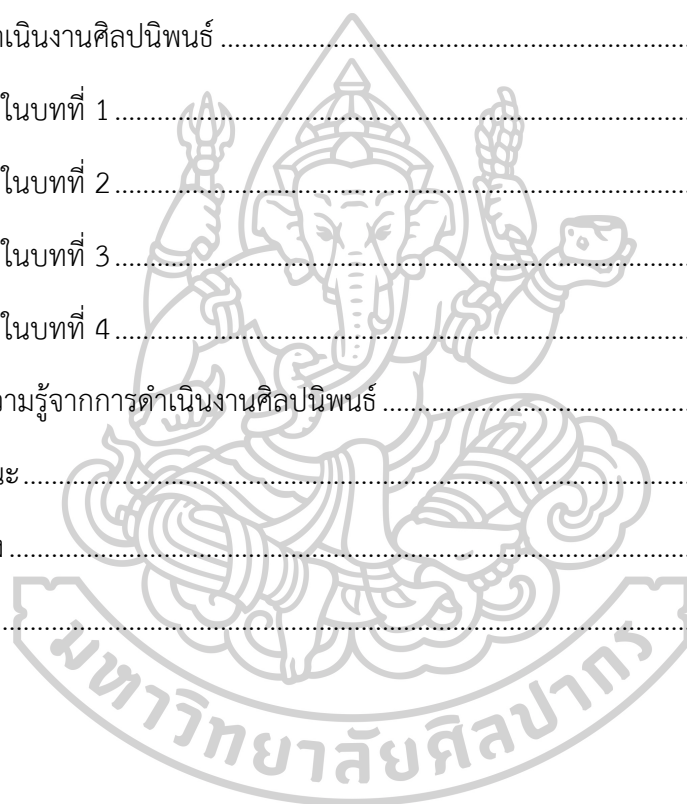 ำเนินงานศิลปนิพนธ์ ........................................................
ในบทที่ 1 ........................................................
ในบทที่ 2 ........................................................
ในบทที่ 3 ........................................................
ในบทที่ 4 ........................................................
วามรู้จากการดำเนินงานศิลปนิพนธ์ ........................................
นะ ........................................................
........................................................
........................................................
มหาวิทยาลัยศิลปากร